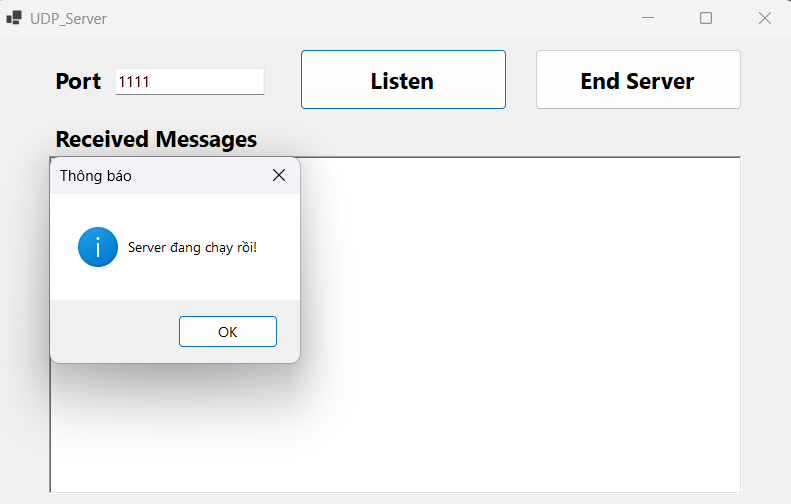 UDP_Server
Port 1111 Listen End Server
Received Messages
Thông báo
Server đang chạy rồi!
OK